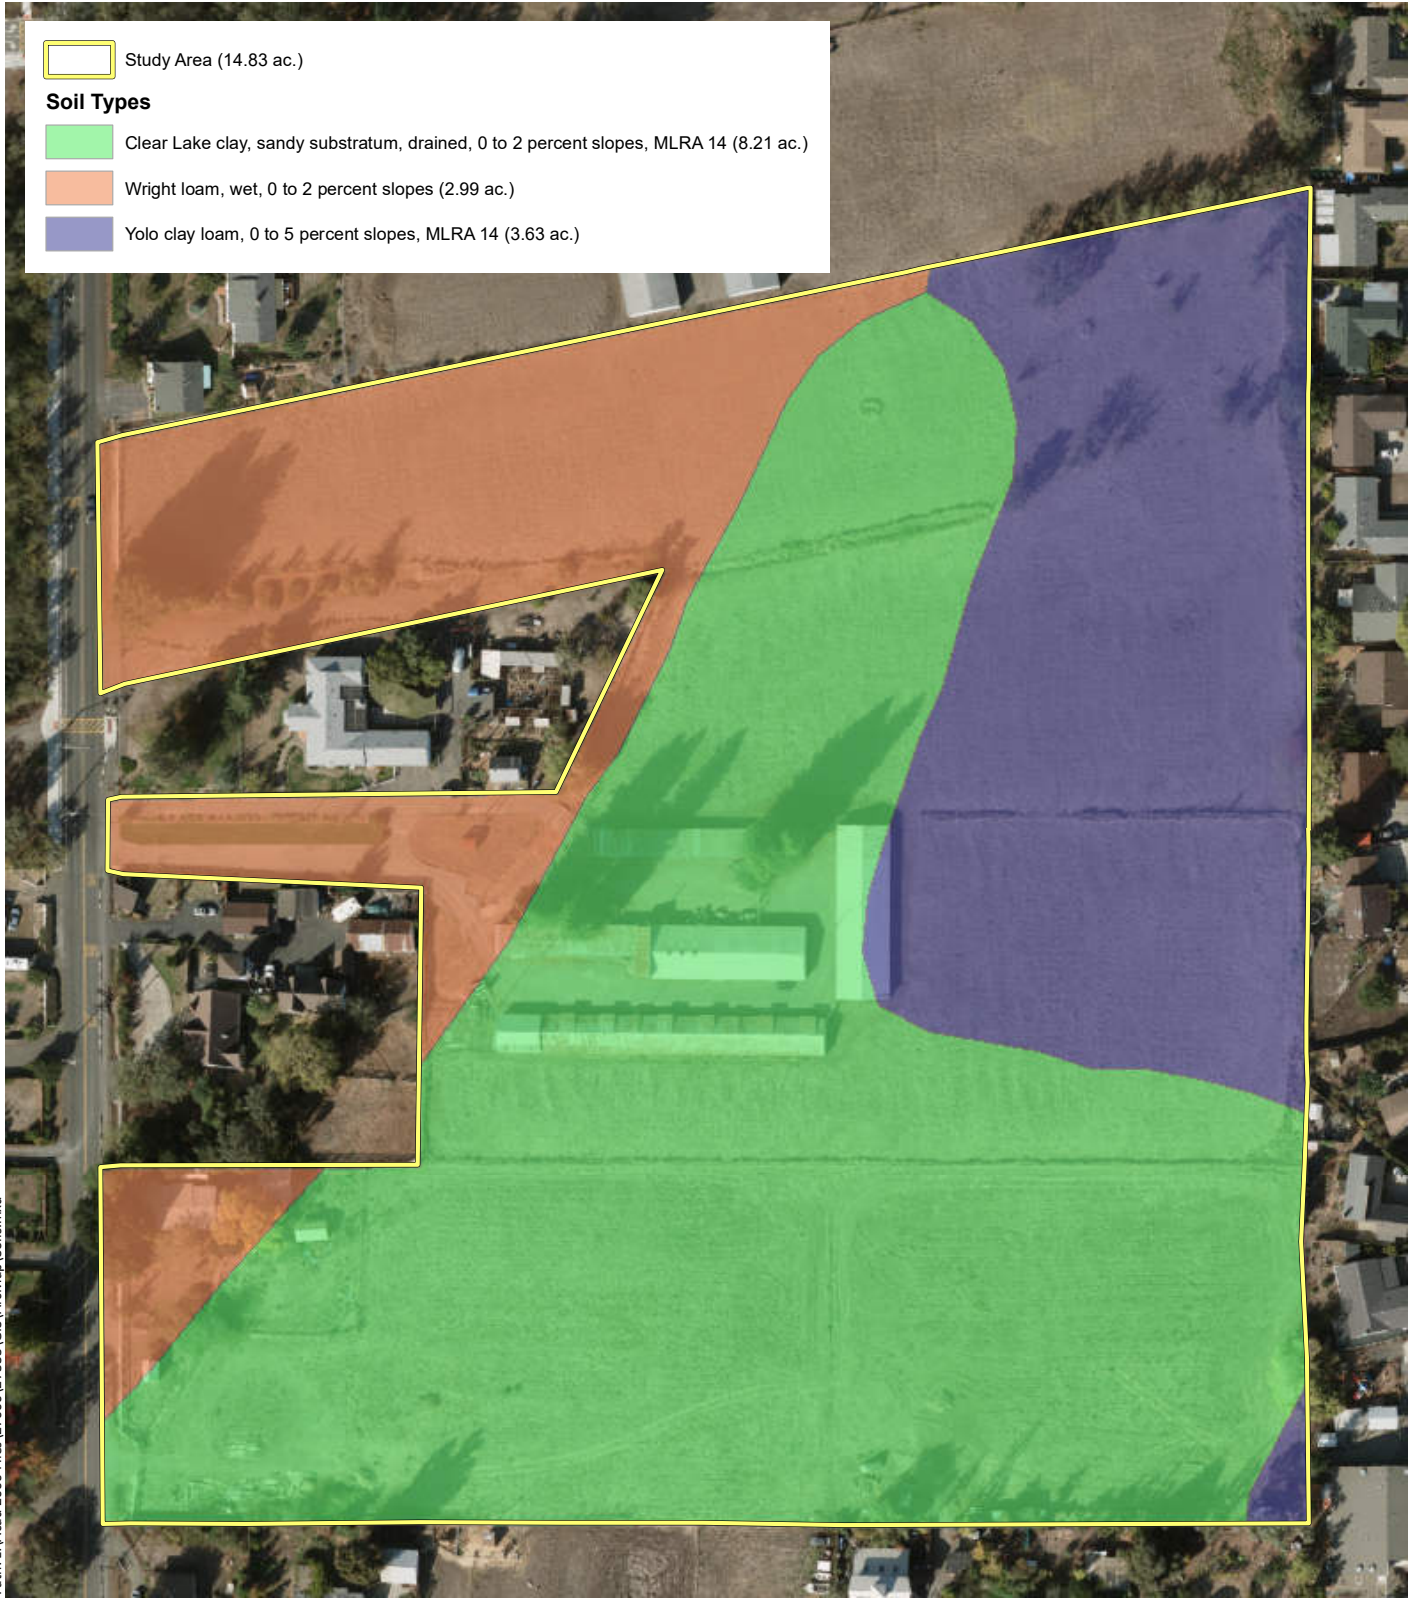 Study Area (14.83 ac.)
Soil Types
Clear Lake clay, sandy substratum, drained, 0 to 2 percent slopes, MLRA 14 (8.21 ac.)
Wright loam, wet, 0 to 2 percent slopes (2.99 ac.)
Yolo clay loam, 0 to 5 percent slopes, MLRA 14 (3.63 ac.)